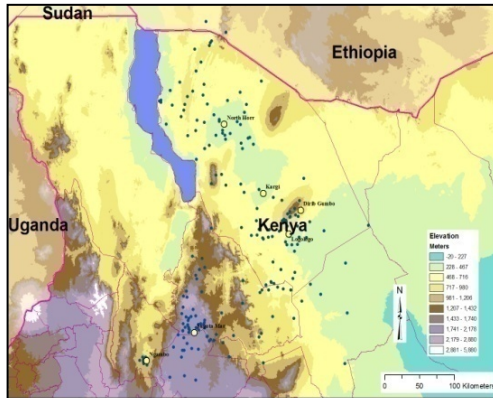 Sudan
Ethiopia
North Horr
Kargi
Dirib Gumbo
Uganda
Kenya
Logologo
Elevation
Meters
-20 - 227
228 - 467
468 - 716
717 - 980
981 - 1,206
1,207 - 1,432
1,433 - 1,740
1,741 - 2,178
2,179 - 2,880
2,881 - 5,880
N
0 50 100 Kilometers